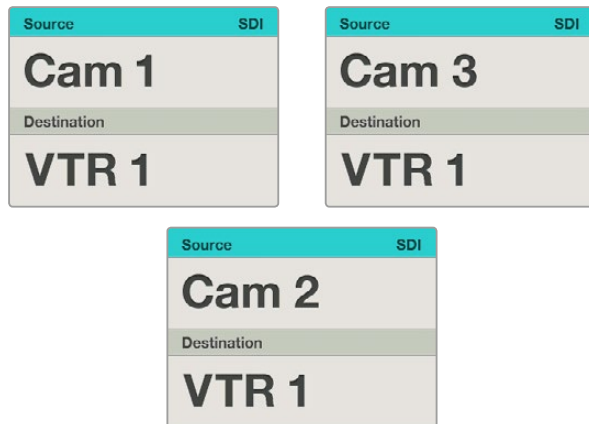 Source SDI
Cam 1
Destination
VTR 1
Source SDI
Cam 3
Destination
VTR 1
Source SDI
Cam 2
Destination
VTR 1